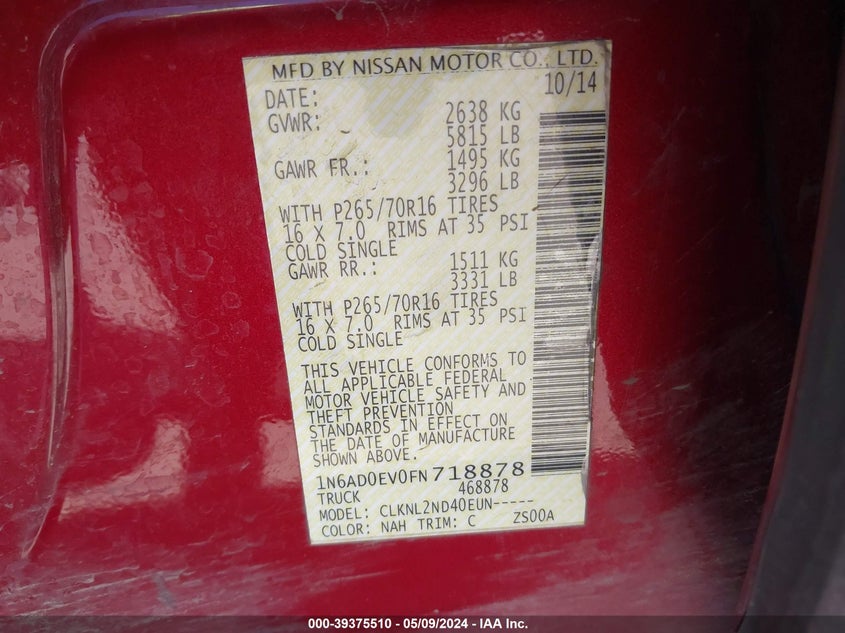 MFD BY NISSAN MOTOR CO., LTD.
DATE: 10/14
GVWR: 2638 KG
5815 LB
GAWR FR.: 1495 KG
3296 LB
WITH P265/70R16 TIRES
16 X 7.0 RIMS AT 35 PSI
COLD SINGLE
GAWR RR.: 1511 KG
3331 LB
WITH P265/70R16 TIRES
16 X 7.0 RIMS AT 35 PSI
COLD SINGLE
THIS VEHICLE CONFORMS TO
ALL APPLICABLE FEDERAL
MOTOR VEHICLE SAFETY AND
THEFT PREVENTION
STANDARDS IN EFFECT ON
THE DATE OF MANUFACTURE
SHOWN ABOVE.
1N6AD0EV0FN718878
TRUCK 468878
MODEL: CLKNL2ND40EUN-----
COLOR: NAH TRIM: C ZS00A
000-39375510 - 05/09/2024 - IAA Inc.